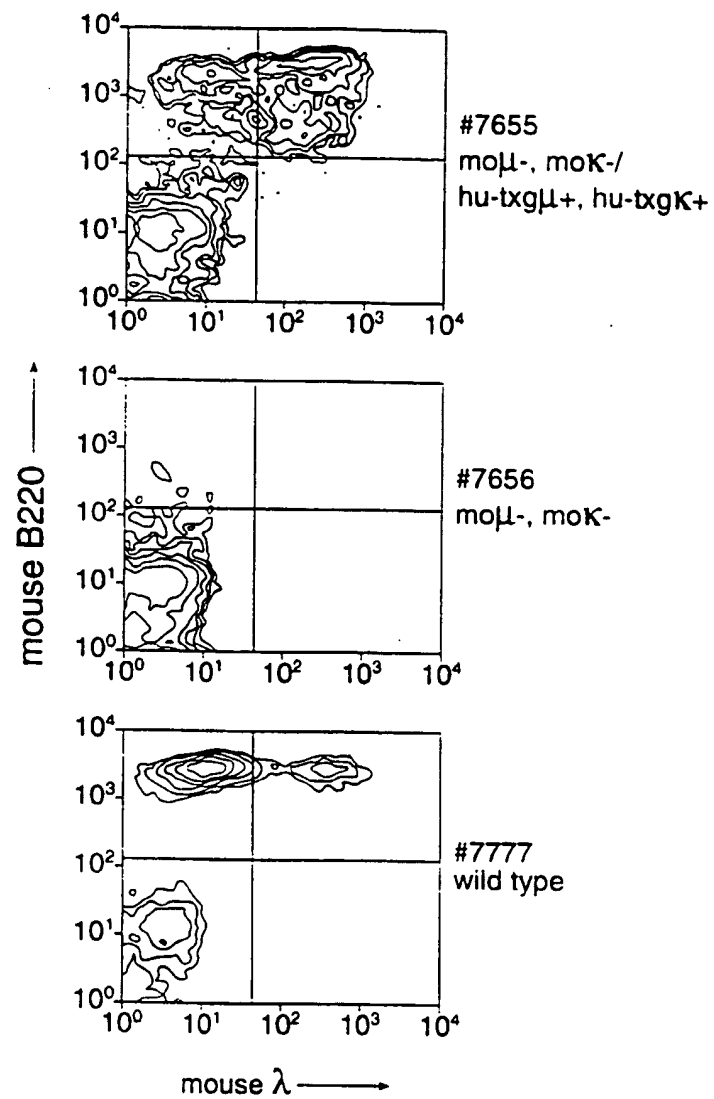 10⁴
10³
10²
10¹
10⁰
10⁰ 10¹ 10² 10³ 10⁴
#7655
moμ-, moκ-/
hu-txgμ+, hu-txgκ+
10⁴
10³
10²
10¹
10⁰
10⁰ 10¹ 10² 10³ 10⁴
#7656
moμ-, moκ-
mouse B220
10⁴
10³
10²
10¹
10⁰
10⁰ 10¹ 10² 10³ 10⁴
#7777
wild type
mouse λ